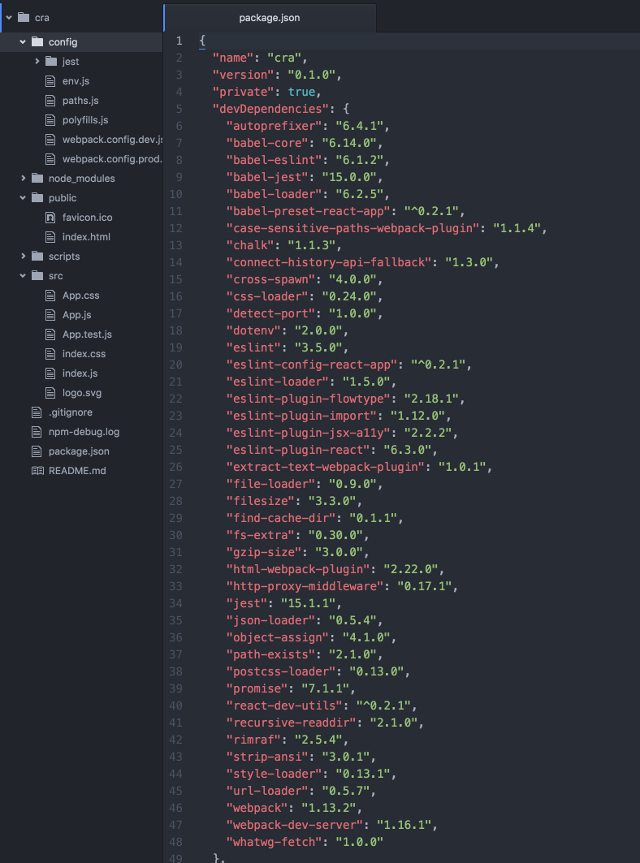 cra
config
jest
env.js
paths.js
polyfills.js
webpack.config.dev.js
webpack.config.prod.
node_modules
public
favicon.ico
index.html
scripts
src
App.css
App.js
App.test.js
index.css
index.js
logo.svg
.gitignore
npm-debug.log
package.json
README.md
package.json
1 {
2 "name": "cra",
3 "version": "0.1.0",
4 "private": true,
5 "devDependencies": {
6 "autoprefixer": "6.4.1",
7 "babel-core": "6.14.0",
8 "babel-eslint": "6.1.2",
9 "babel-jest": "15.0.0",
10 "babel-loader": "6.2.5",
11 "babel-preset-react-app": "^0.2.1",
12 "case-sensitive-paths-webpack-plugin": "1.1.4",
13 "chalk": "1.1.3",
14 "connect-history-api-fallback": "1.3.0",
15 "cross-spawn": "4.0.0",
16 "css-loader": "0.24.0",
17 "detect-port": "1.0.0",
18 "dotenv": "2.0.0",
19 "eslint": "3.5.0",
20 "eslint-config-react-app": "^0.2.1",
21 "eslint-loader": "1.5.0",
22 "eslint-plugin-flowtype": "2.18.1",
23 "eslint-plugin-import": "1.12.0",
24 "eslint-plugin-jsx-a11y": "2.2.2",
25 "eslint-plugin-react": "6.3.0",
26 "extract-text-webpack-plugin": "1.0.1",
27 "file-loader": "0.9.0",
28 "filesize": "3.3.0",
29 "find-cache-dir": "0.1.1",
30 "fs-extra": "0.30.0",
31 "gzip-size": "3.0.0",
32 "html-webpack-plugin": "2.22.0",
33 "http-proxy-middleware": "0.17.1",
34 "jest": "15.1.1",
35 "json-loader": "0.5.4",
36 "object-assign": "4.1.0",
37 "path-exists": "2.1.0",
38 "postcss-loader": "0.13.0",
39 "promise": "7.1.1",
40 "react-dev-utils": "^0.2.1",
41 "recursive-readdir": "2.1.0",
42 "rimraf": "2.5.4",
43 "strip-ansi": "3.0.1",
44 "style-loader": "0.13.1",
45 "url-loader": "0.5.7",
46 "webpack": "1.13.2",
47 "webpack-dev-server": "1.16.1",
48 "whatwg-fetch": "1.0.0"
49 },